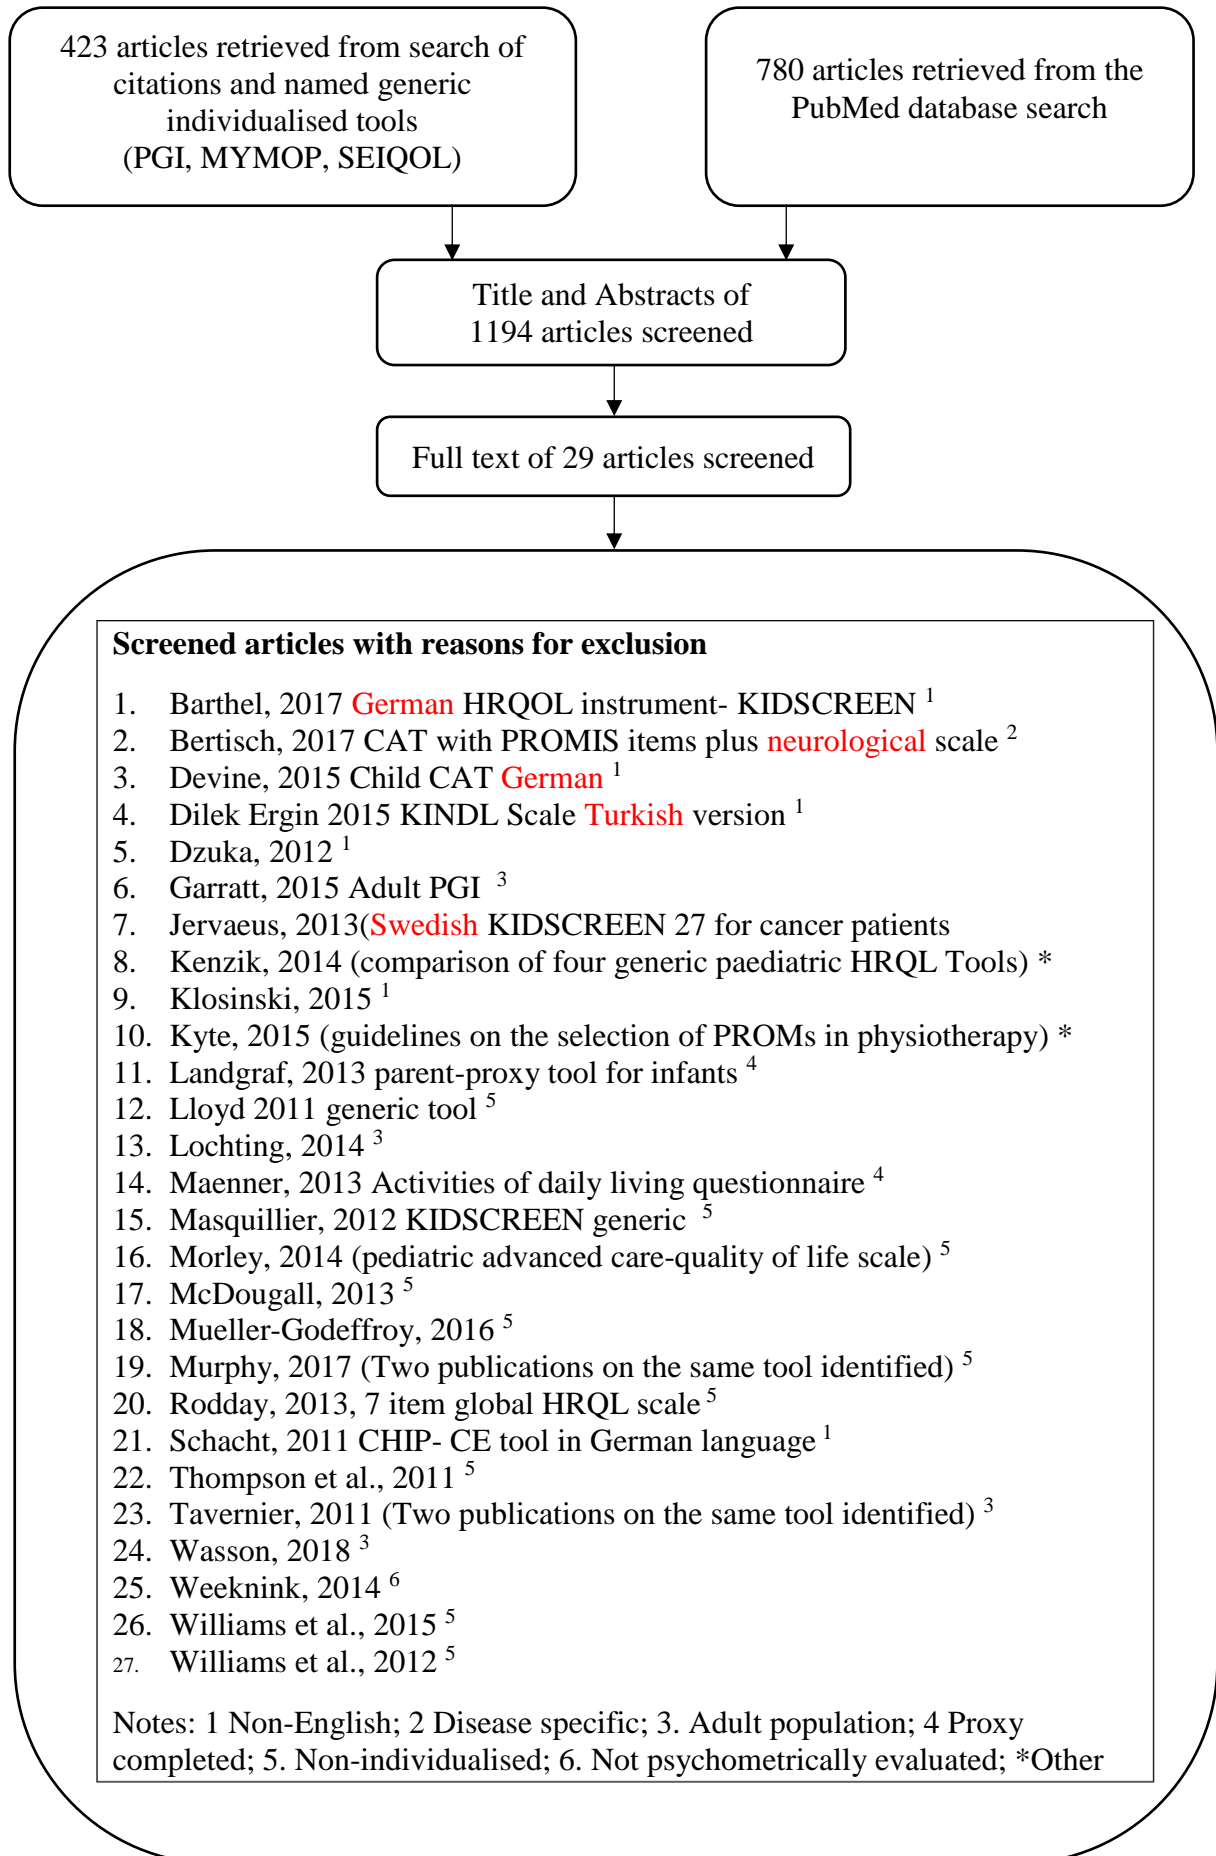 423 articles retrieved from search of
citations and named generic
individualised tools
(PGI, MYMOP, SEIQOL)
780 articles retrieved from the
PubMed database search
Title and Abstracts of
1194 articles screened
Full text of 29 articles screened
Screened articles with reasons for exclusion
1. Barthel, 2017 German HRQOL instrument- KIDSCREEN 1
2. Bertisch, 2017 CAT with PROMIS items plus neurological scale 2
3. Devine, 2015 Child CAT German 1
4. Dilek Ergin 2015 KINDL Scale Turkish version 1
5. Dzuka, 2012 1
6. Garratt, 2015 Adult PGI 3
7. Jervaeus, 2013(Swedish KIDSCREEN 27 for cancer patients
8. Kenzik, 2014 (comparison of four generic paediatric HRQL Tools) *
9. Klosinski, 2015 1
10. Kyte, 2015 (guidelines on the selection of PROMs in physiotherapy) *
11. Landgraf, 2013 parent-proxy tool for infants 4
12. Lloyd 2011 generic tool 5
13. Lochting, 2014 3
14. Maenner, 2013 Activities of daily living questionnaire 4
15. Masquillier, 2012 KIDSCREEN generic 5
16. Morley, 2014 (pediatric advanced care-quality of life scale) 5
17. McDougall, 2013 5
18. Mueller-Godeffroy, 2016 5
19. Murphy, 2017 (Two publications on the same tool identified) 5
20. Rodday, 2013, 7 item global HRQL scale 5
21. Schacht, 2011 CHIP- CE tool in German language 1
22. Thompson et al., 2011 5
23. Tavernier, 2011 (Two publications on the same tool identified) 3
24. Wasson, 2018 3
25. Weeknink, 2014 6
26. Williams et al., 2015 5
27. Williams et al., 2012 5
Notes: 1 Non-English; 2 Disease specific; 3. Adult population; 4 Proxy
completed; 5. Non-individualised; 6. Not psychometrically evaluated; *Other